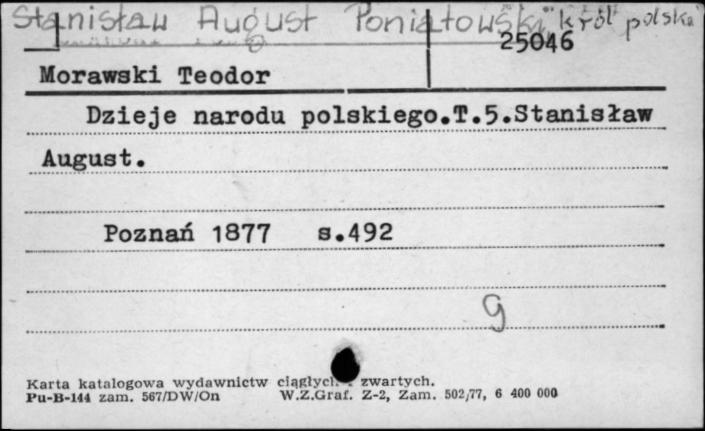 Stanisław August Poniatowski król polski
25046
Morawski Teodor
Dzieje narodu polskiego.T.5.Stanisław
August.
Poznań 1877 s.492
g
Karta katalogowa wydawnictw ciągłych i zwartych.
Pu-B-144 zam. 567/DW/On W.Z.Graf. Z-2, Zam. 502/77, 6 400 000